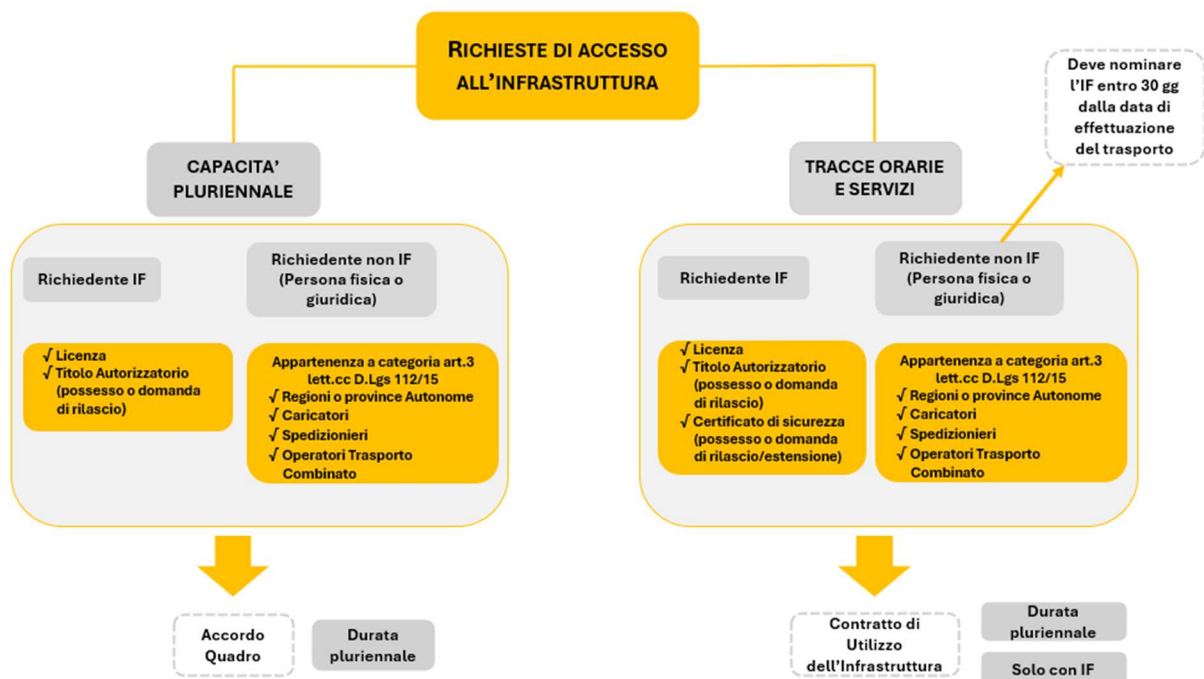 RICHIESTE DI ACCESSO
ALL'INFRASTRUTTURA
Deve nominare
l'IF entro 30 gg
dalla data di
effettuazione
del trasporto
CAPACITA'
PLURIENNALE
Richiedente IF
Richiedente non IF
(Persona fisica o
giuridica)
√ Licenza
√ Titolo Autorizzatorio
(possesso o domanda
di rilascio)
Appartenenza a categoria art.3
lett.cc D.Lgs 112/15
√ Regioni o province Autonome
√ Caricatori
√ Spedizionieri
√ Operatori Trasporto
Combinato
Accordo
Quadro
Durata
pluriennale
TRACCE ORARIE
E SERVIZI
Richiedente IF
Richiedente non IF
(Persona fisica o
giuridica)
√ Licenza
√ Titolo Autorizzatorio
(possesso o domanda
di rilascio)
√ Certificato di sicurezza
(possesso o domanda
di rilascio/estensione)
Appartenenza a categoria art.3
lett.cc D.Lgs 112/15
√ Regioni o province Autonome
√ Caricatori
√ Spedizionieri
√ Operatori Trasporto
Combinato
Contratto di
Utilizzo
dell'Infrastruttura
Durata
pluriennale
Solo con IF